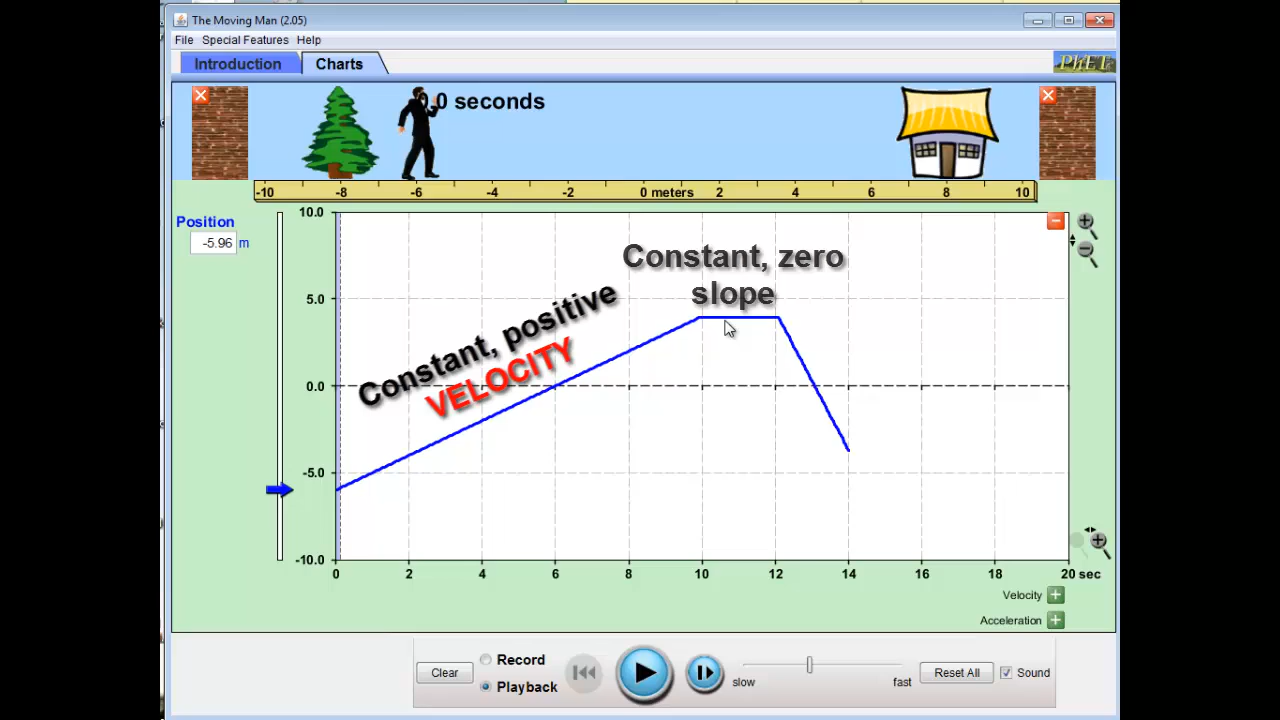 The Moving Man (2.05)
File Special Features Help
Introduction Charts
PhET
0.0 seconds
-10 -8 -6 -4 -2 0 meters 2 4 6 8 10
Position
-5.96 m
10.0
5.0
0.0
-5.0
-10.0
Constant, zero
slope
Constant, positive
VELOCITY
0 2 4 6 8 10 12 14 16 18 20 sec
Velocity
Acceleration
Clear
Record
Playback
slow
fast
Reset All
Sound